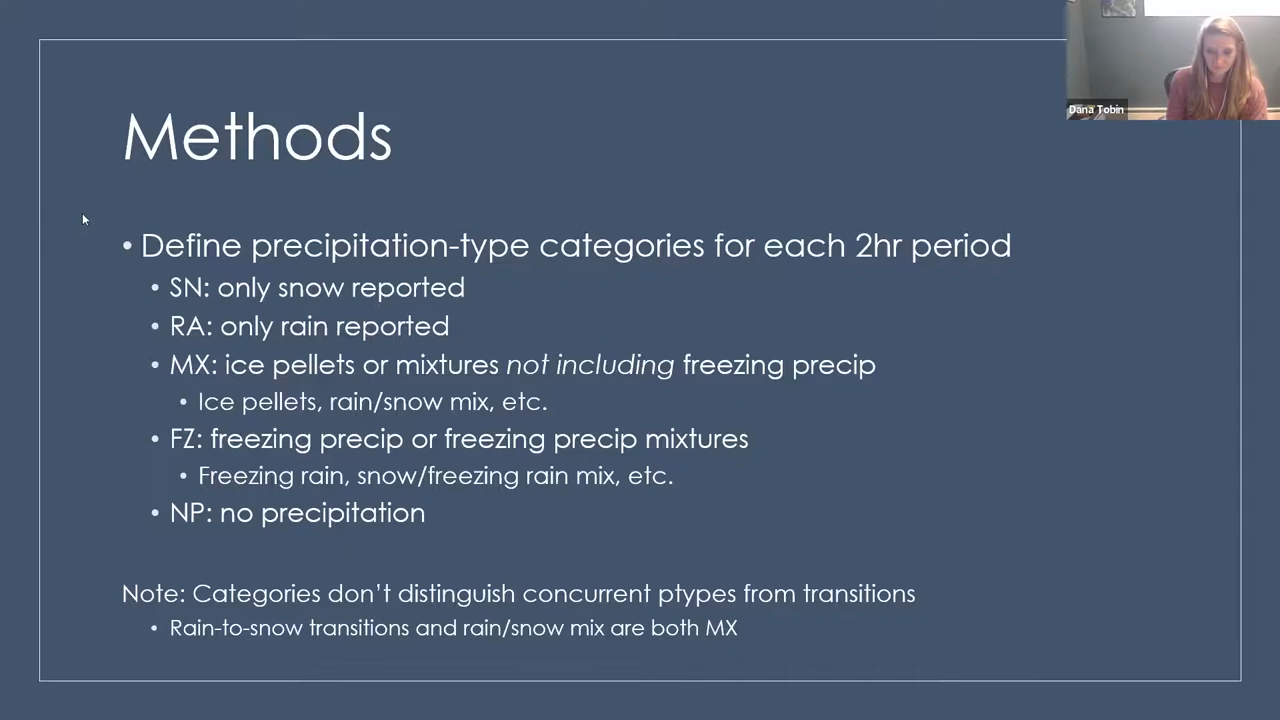 Dana Tobin
Methods
• Define precipitation-type categories for each 2hr period
• SN: only snow reported
• RA: only rain reported
• MX: ice pellets or mixtures not including freezing precip
• Ice pellets, rain/snow mix, etc.
• FZ: freezing precip or freezing precip mixtures
• Freezing rain, snow/freezing rain mix, etc.
• NP: no precipitation
Note: Categories don't distinguish concurrent ptypes from transitions
• Rain-to-snow transitions and rain/snow mix are both MX